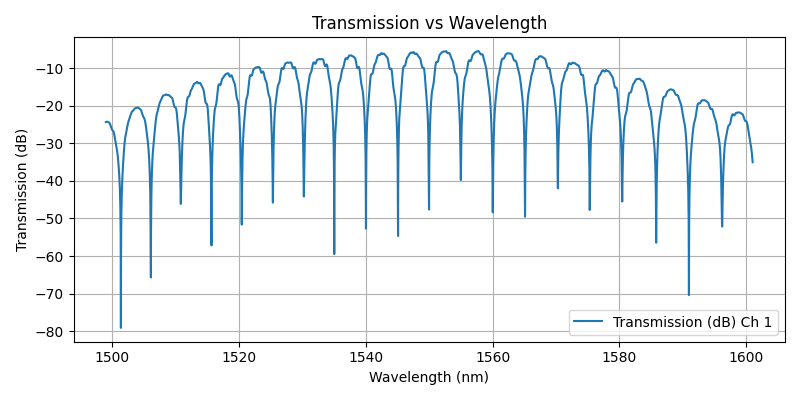 Transmission vs Wavelength
Transmission (dB)
−10
−20
−30
−40
−50
−60
−70
−80
Transmission (dB) Ch 1
1500 1520 1540 1560 1580 1600
Wavelength (nm)